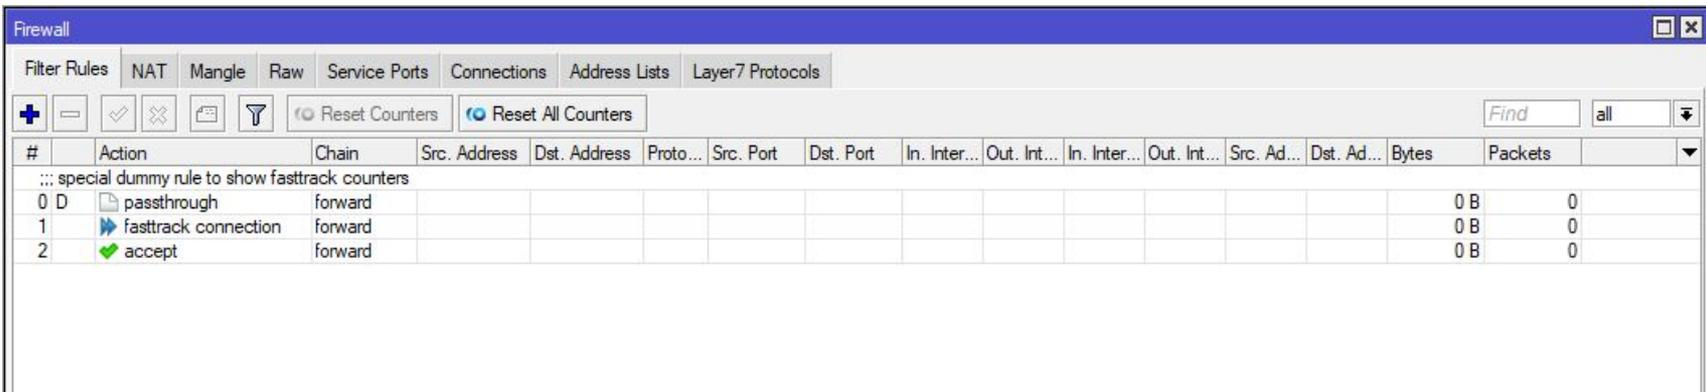 Firewall
Filter Rules NAT Mangle Raw Service Ports Connections Address Lists Layer7 Protocols
Reset Counters Reset All Counters Find all
# Action Chain Src. Address Dst. Address Proto... Src. Port Dst. Port In. Inter... Out. Int... In. Inter... Out. Int... Src. Ad... Dst. Ad... Bytes Packets
;;; special dummy rule to show fasttrack counters
0 D passthrough forward 0 B 0
1 fasttrack connection forward 0 B 0
2 accept forward 0 B 0